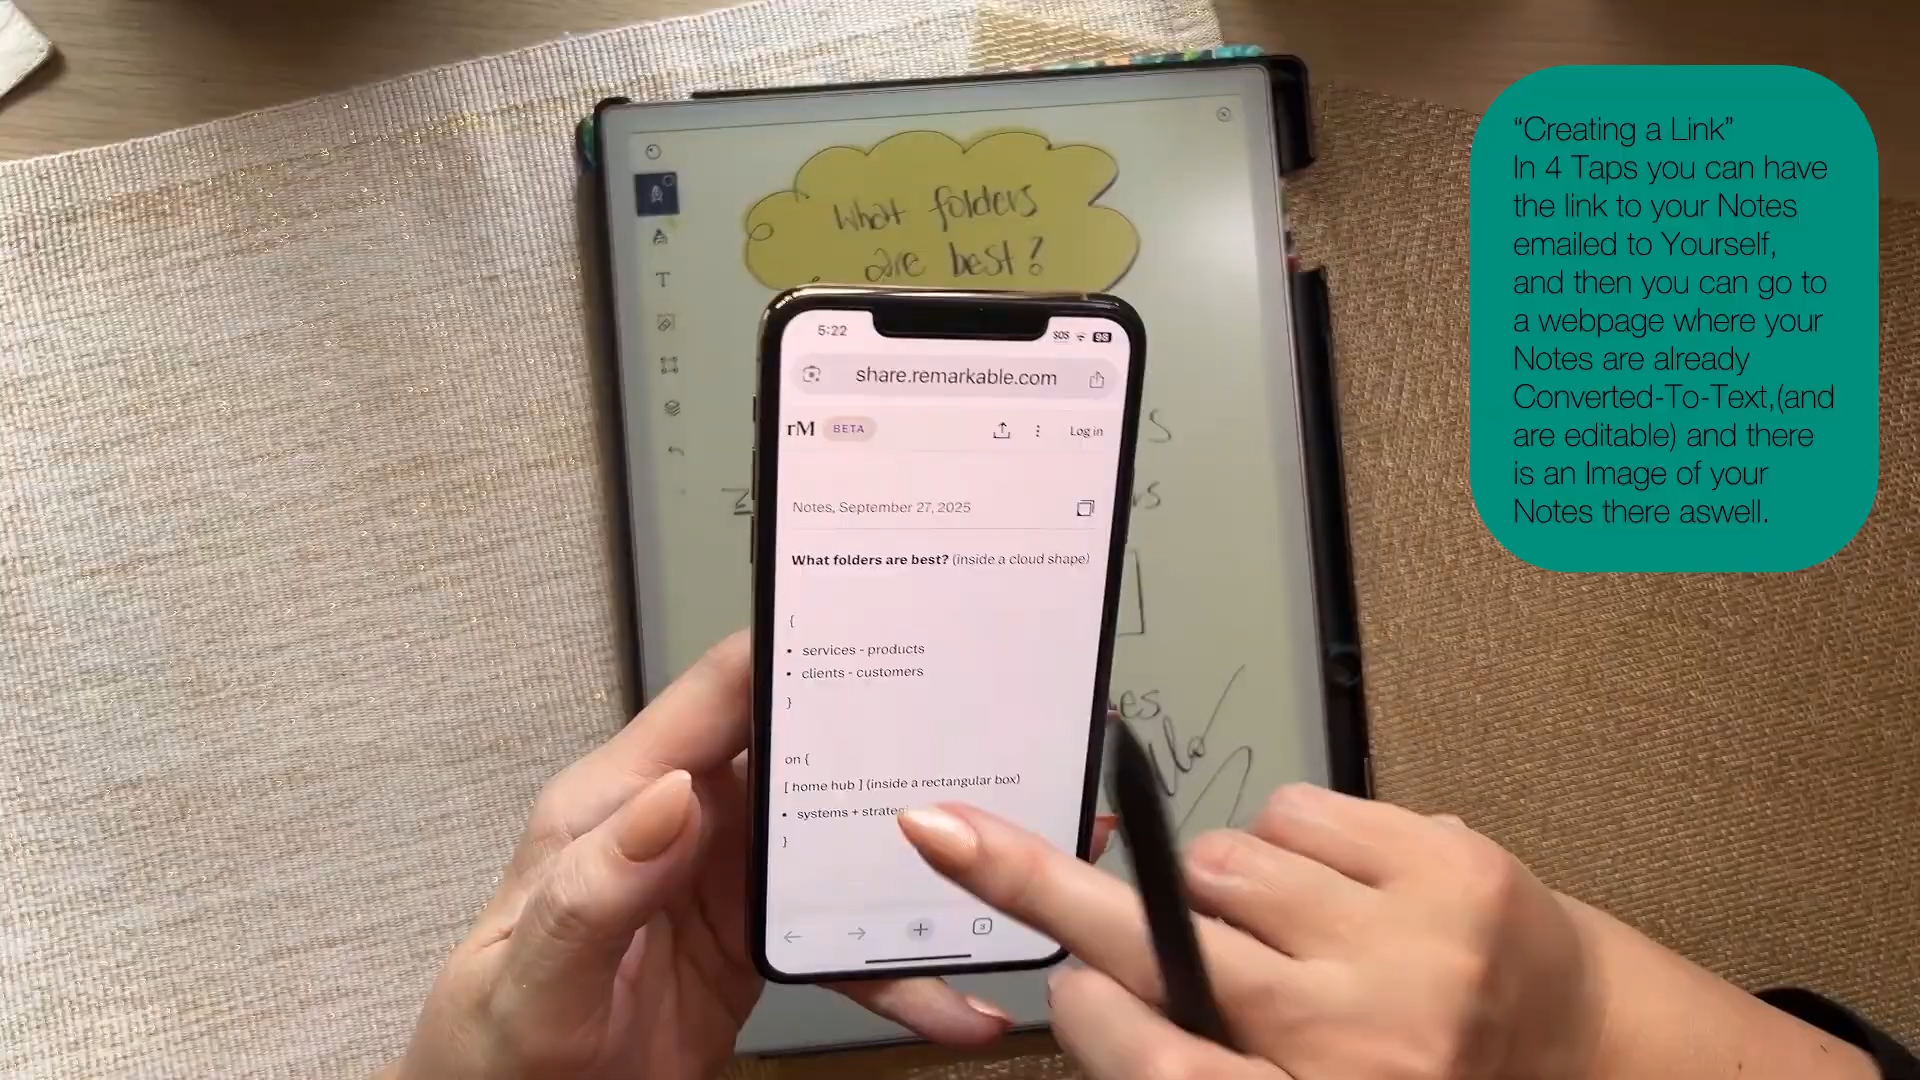 What folders
are best?
T
5:22
SOS
98
share.remarkable.com
rM BETA
Log in
Notes, September 27, 2025
What folders are best? (inside a cloud shape)
{
• services - products
• clients - customers
}
on {
[ home hub ] (inside a rectangular box)
• systems + strateg
}
3
“Creating a Link”
In 4 Taps you can have
the link to your Notes
emailed to Yourself,
and then you can go to
a webpage where your
Notes are already
Converted-To-Text,(and
are editable) and there
is an Image of your
Notes there aswell.